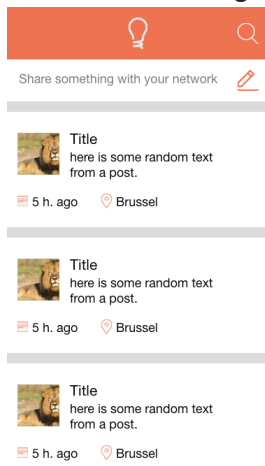 Share something with your network
Title
here is some random text
from a post.
5 h. ago Brussel
Title
here is some random text
from a post.
5 h. ago Brussel
Title
here is some random text
from a post.
5 h. ago Brussel